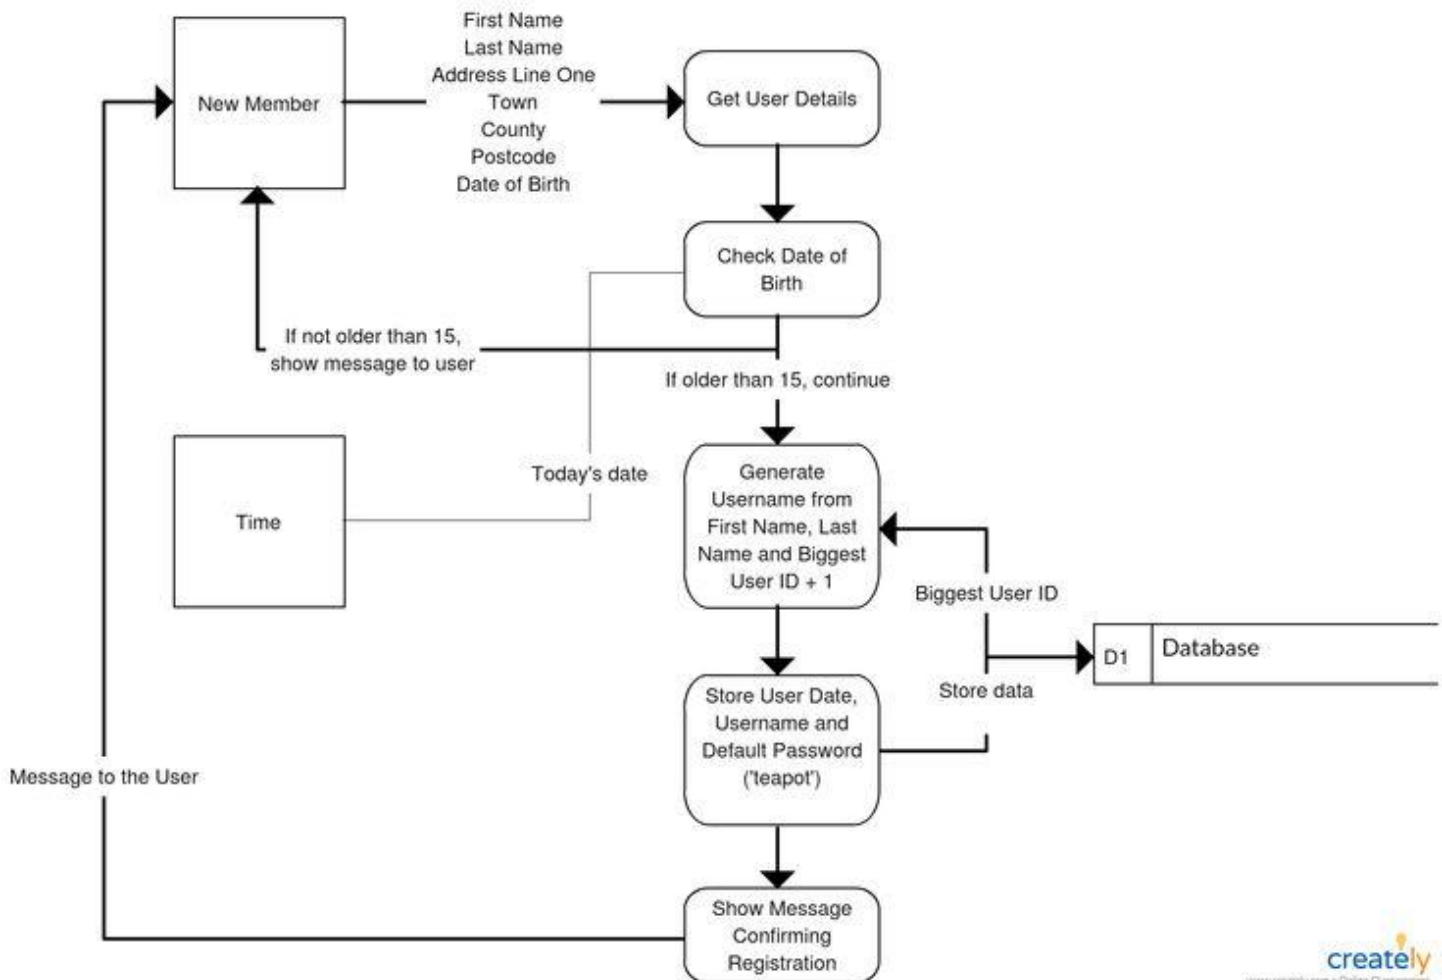 First Name
Last Name
Address Line One
Town
County
Postcode
Date of Birth
New Member
Get User Details
Check Date of
Birth
If not older than 15,
show message to user
If older than 15, continue
Today's date
Time
Generate
Username from
First Name, Last
Name and Biggest
User ID + 1
Biggest User ID
D1
Database
Store data
Store User Date,
Username and
Default Password
('teapot')
Message to the User
Show Message
Confirming
Registration
creately